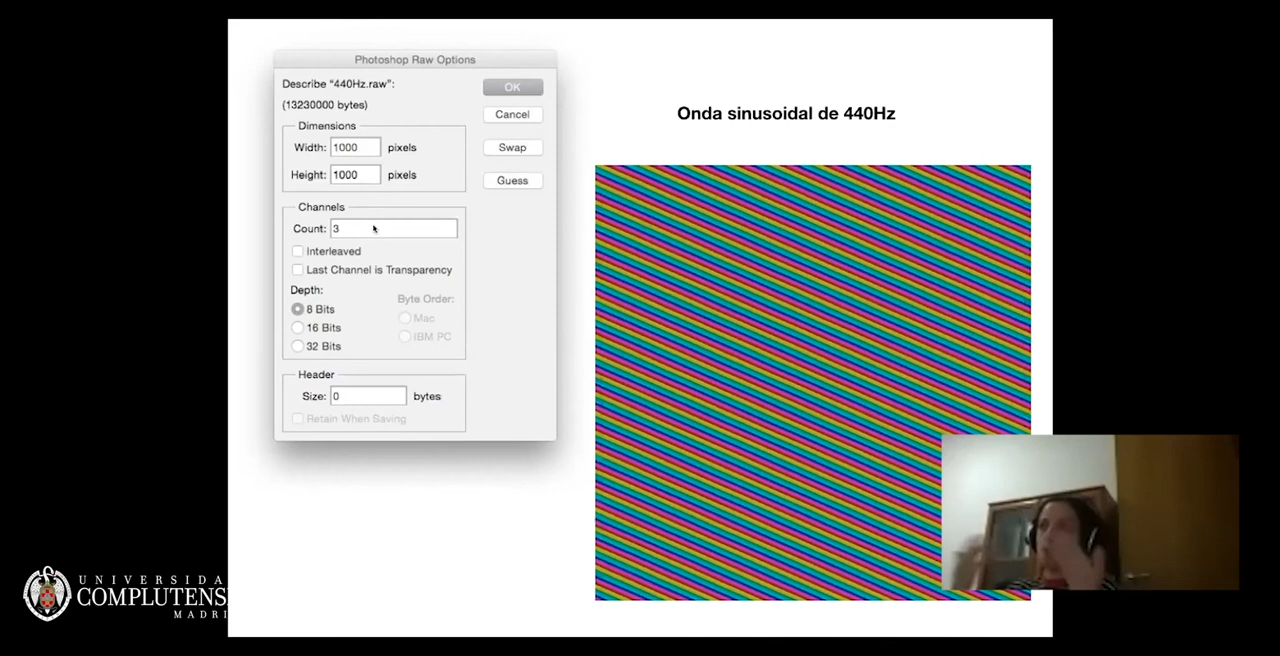 Photoshop Raw Options
Describe "440Hz.raw":
(13230000 bytes)
OK
Cancel
Swap
Guess
Dimensions
Width: 1000 pixels
Height: 1000 pixels
Channels
Count: 3
Interleaved
Last Channel is Transparency
Depth:
8 Bits
16 Bits
32 Bits
Byte Order:
Mac
IBM PC
Header
Size: 0 bytes
Retain When Saving
Onda sinusoidal de 440Hz
UNIVERSIDA
COMPLUTENS
MADRI